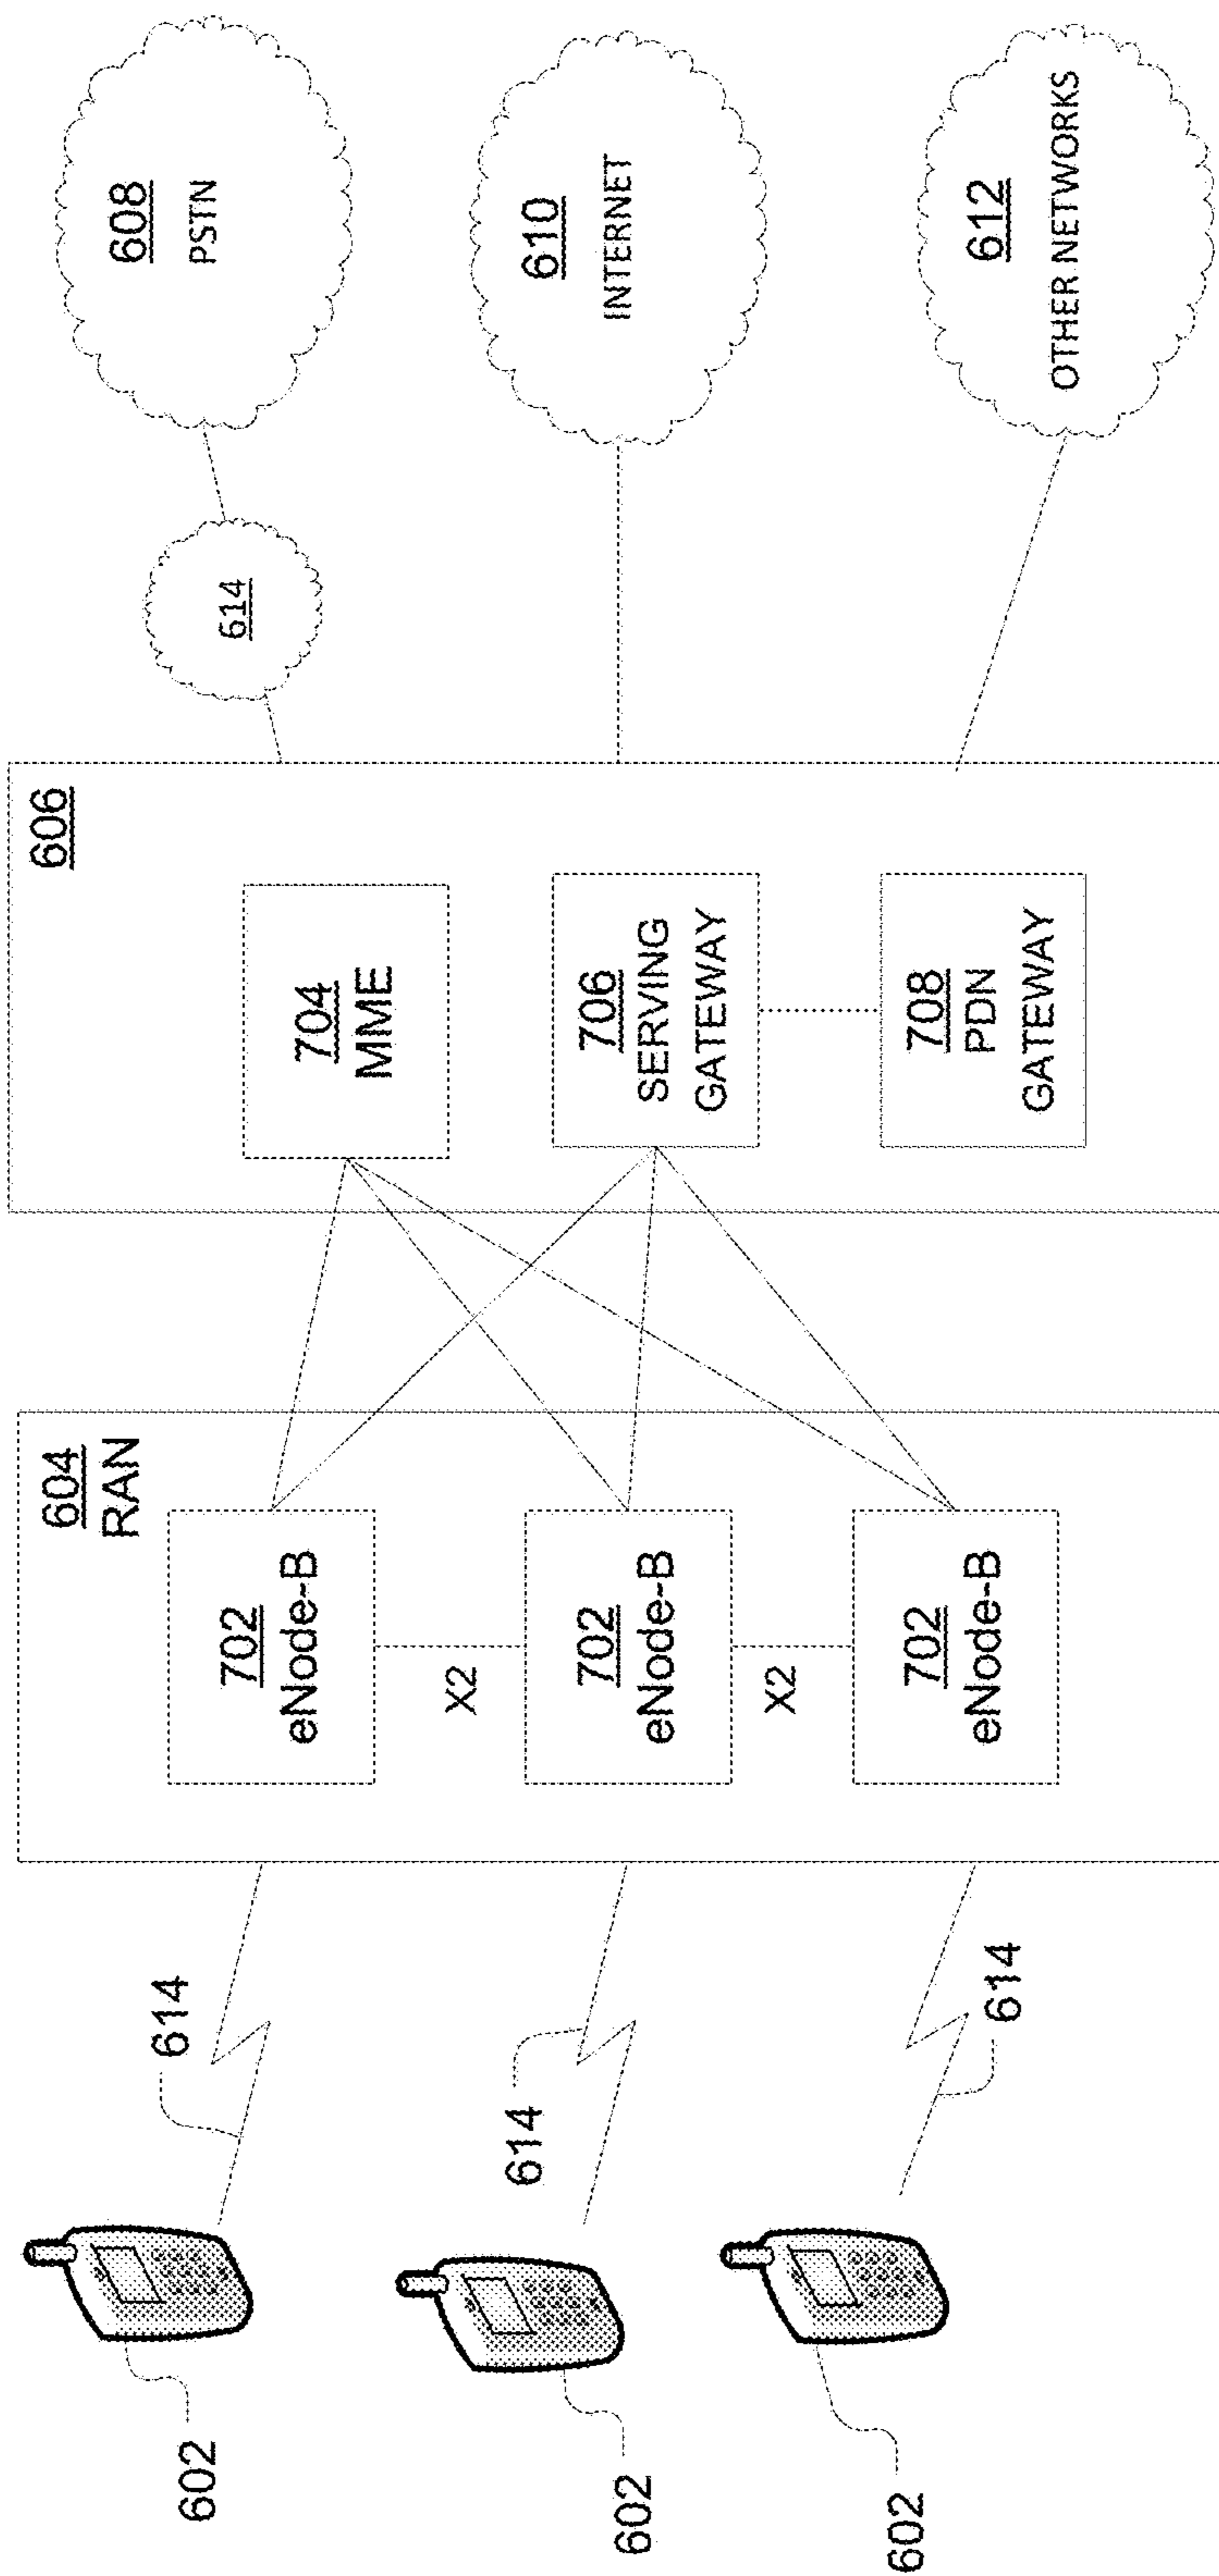 602
602
602
614
614
614
604
RAN
702
eNode-B
X2
702
eNode-B
X2
702
eNode-B
606
704
MME
706
SERVING
GATEWAY
708
PDN
GATEWAY
614
608
PSTN
610
INTERNET
612
OTHER NETWORKS